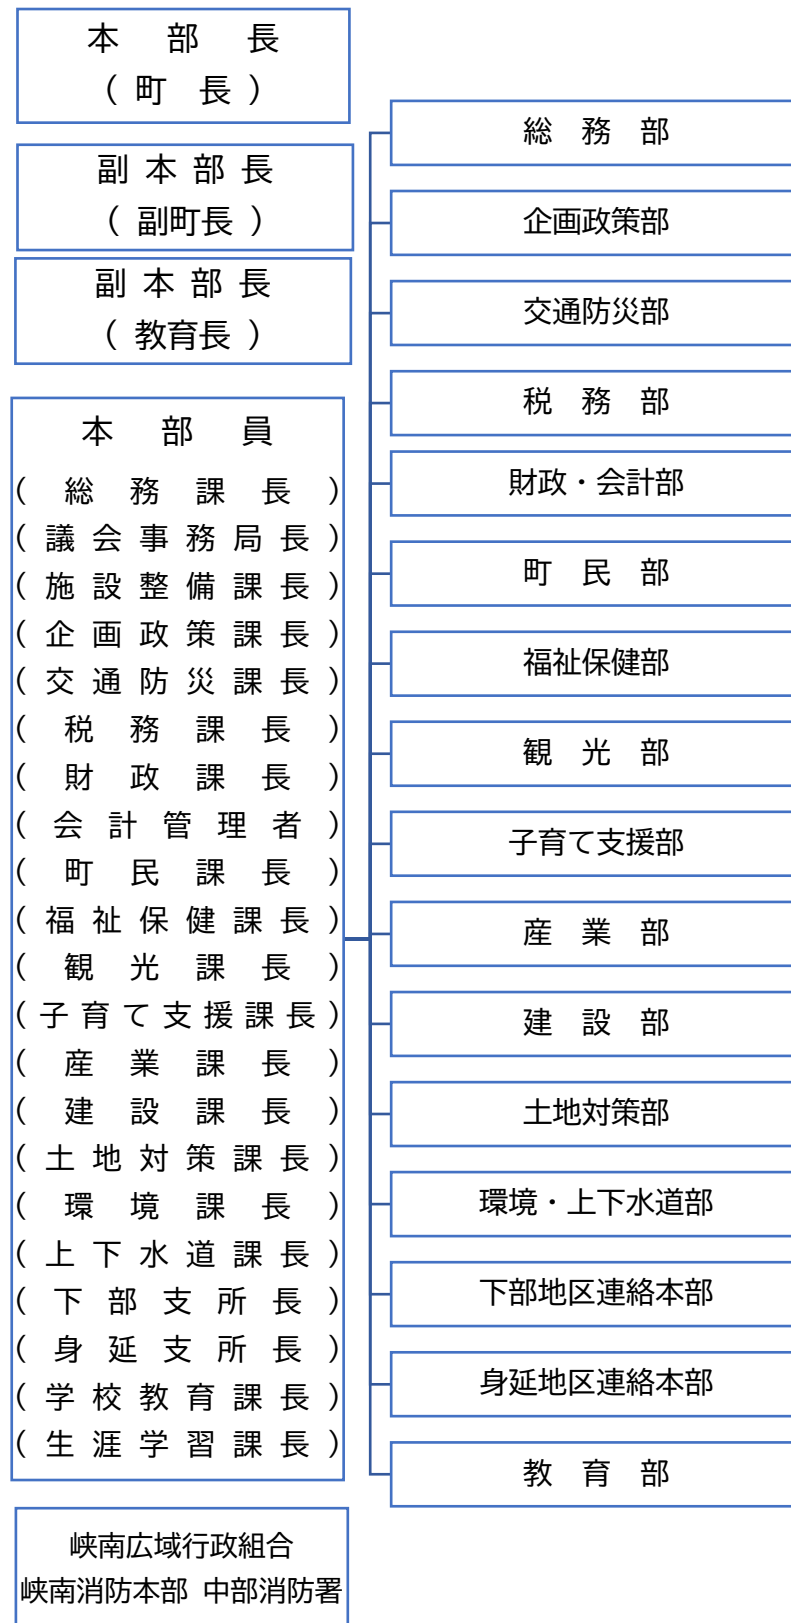 本部長
(町長)
副本部長
(副町長)
副本部長
(教育長)
本部員
(総務課長)
(議会事務局長)
(施設整備課長)
(企画政策課長)
(交通防災課長)
(税務課長)
(財政課長)
(会計管理者)
(町民課長)
(福祉保健課長)
(観光課長)
(子育て支援課長)
(産業課長)
(建設課長)
(土地対策課長)
(環境課長)
(上下水道課長)
(下部支所長)
(身延支所長)
(学校教育課長)
(生涯学習課長)
峡南広域行政組合
峡南消防本部 中部消防署
総務部
企画政策部
交通防災部
税務部
財政・会計部
町民部
福祉保健部
観光部
子育て支援部
産業部
建設部
土地対策部
環境・上下水道部
下部地区連絡本部
身延地区連絡本部
教育部